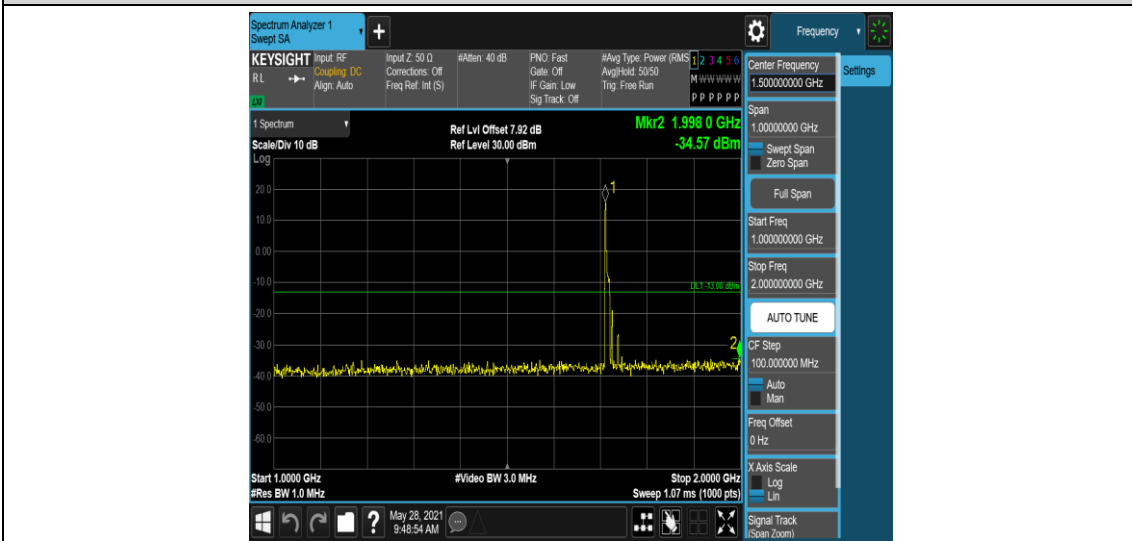 Spectrum Analyzer 1
Swept SA
+
Frequency
KEYSIGHT
RL
LXI
Input: RF
Coupling: DC
Align: Auto
Input Z: 50 Ω
Corrections: Off
Freq Ref: Int (S)
#Atten: 40 dB
PNO: Fast
Gate: Off
IF Gain: Low
Sig Track: Off
#Avg Type: Power (RMS
Avg|Hold: 50/50
Trig: Free Run
1 2 3 4 5 6
M W W W W W
P P P P P P
1 Spectrum
Scale/Div 10 dB
Log
Ref Lvl Offset 7.92 dB
Ref Level 30.00 dBm
Mkr2 1.998 0 GHz
-34.57 dBm
20.0
10.0
0.00
-10.0
-20.0
-30.0
-40.0
-50.0
-60.0
1
DL1 -13.00 dBm
2
Start 1.0000 GHz
#Res BW 1.0 MHz
#Video BW 3.0 MHz
Stop 2.0000 GHz
Sweep 1.07 ms (1000 pts)
?
May 28, 2021
9:48:54 AM
Center Frequency
1.500000000 GHz
Settings
Span
1.00000000 GHz
Swept Span
Zero Span
Full Span
Start Freq
1.000000000 GHz
Stop Freq
2.000000000 GHz
AUTO TUNE
CF Step
100.000000 MHz
Auto
Man
Freq Offset
0 Hz
X Axis Scale
Log
Lin
Signal Track
(Span Zoom)